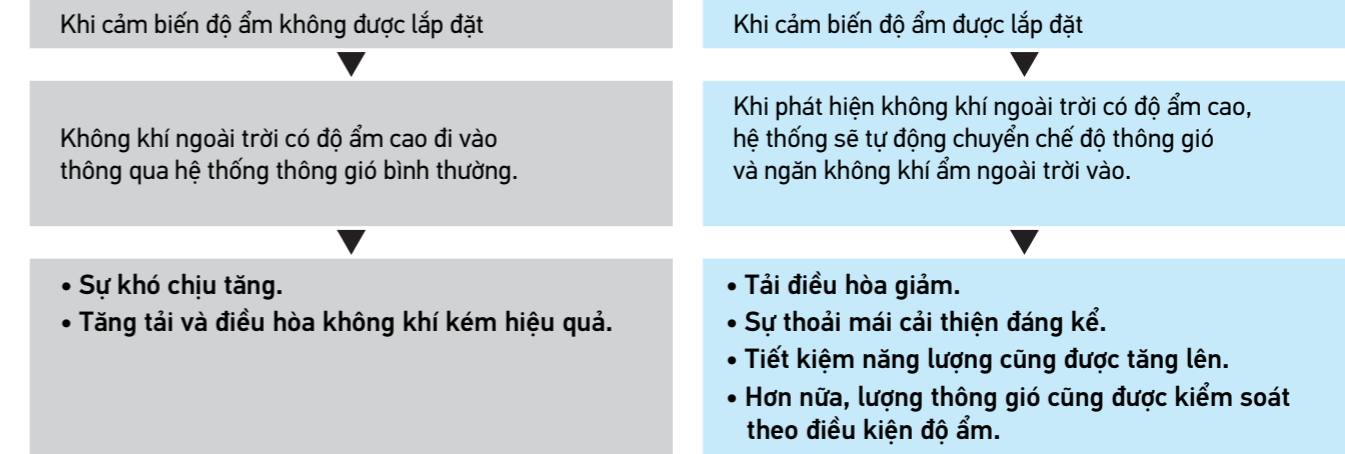 Khi cảm biến độ ẩm không được lắp đặt
Không khí ngoài trời có độ ẩm cao đi vào
thông qua hệ thống thông gió bình thường.
• Sự khó chịu tăng.
• Tăng tải và điều hòa không khí kém hiệu quả.
Khi cảm biến độ ẩm được lắp đặt
Khi phát hiện không khí ngoài trời có độ ẩm cao,
hệ thống sẽ tự động chuyển chế độ thông gió
và ngăn không khí ẩm ngoài trời vào.
• Tải điều hòa giảm.
• Sự thoải mái cải thiện đáng kể.
• Tiết kiệm năng lượng cũng được tăng lên.
• Hơn nữa, lượng thông gió cũng được kiểm soát
theo điều kiện độ ẩm.